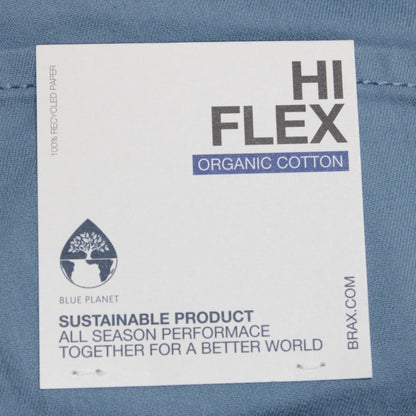 100% RECYCLED PAPER
HI
FLEX
ORGANIC COTTON
BLUE PLANET
SUSTAINABLE PRODUCT
ALL SEASON PERFORMACE
TOGETHER FOR A BETTER WORLD
BRAX.COM